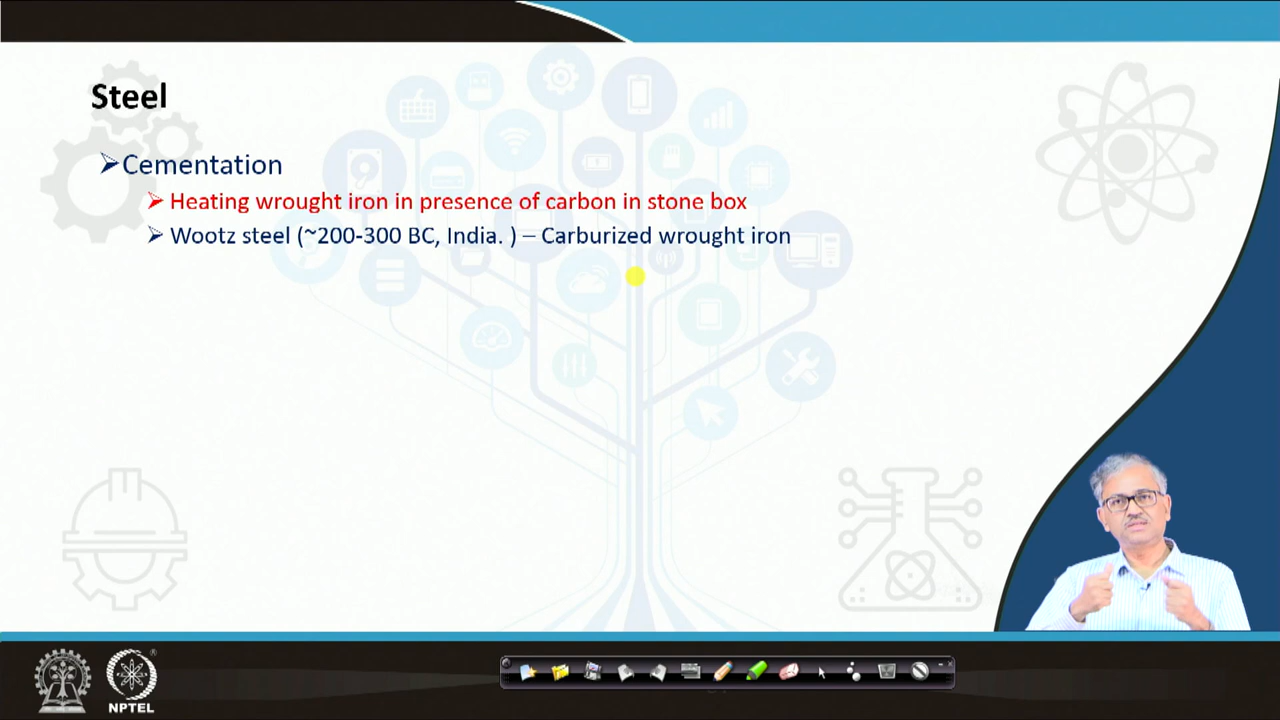 Steel
➢Cementation
➢ Heating wrought iron in presence of carbon in stone box
➢ Wootz steel (~200-300 BC, India. ) – Carburized wrought iron
NPTEL